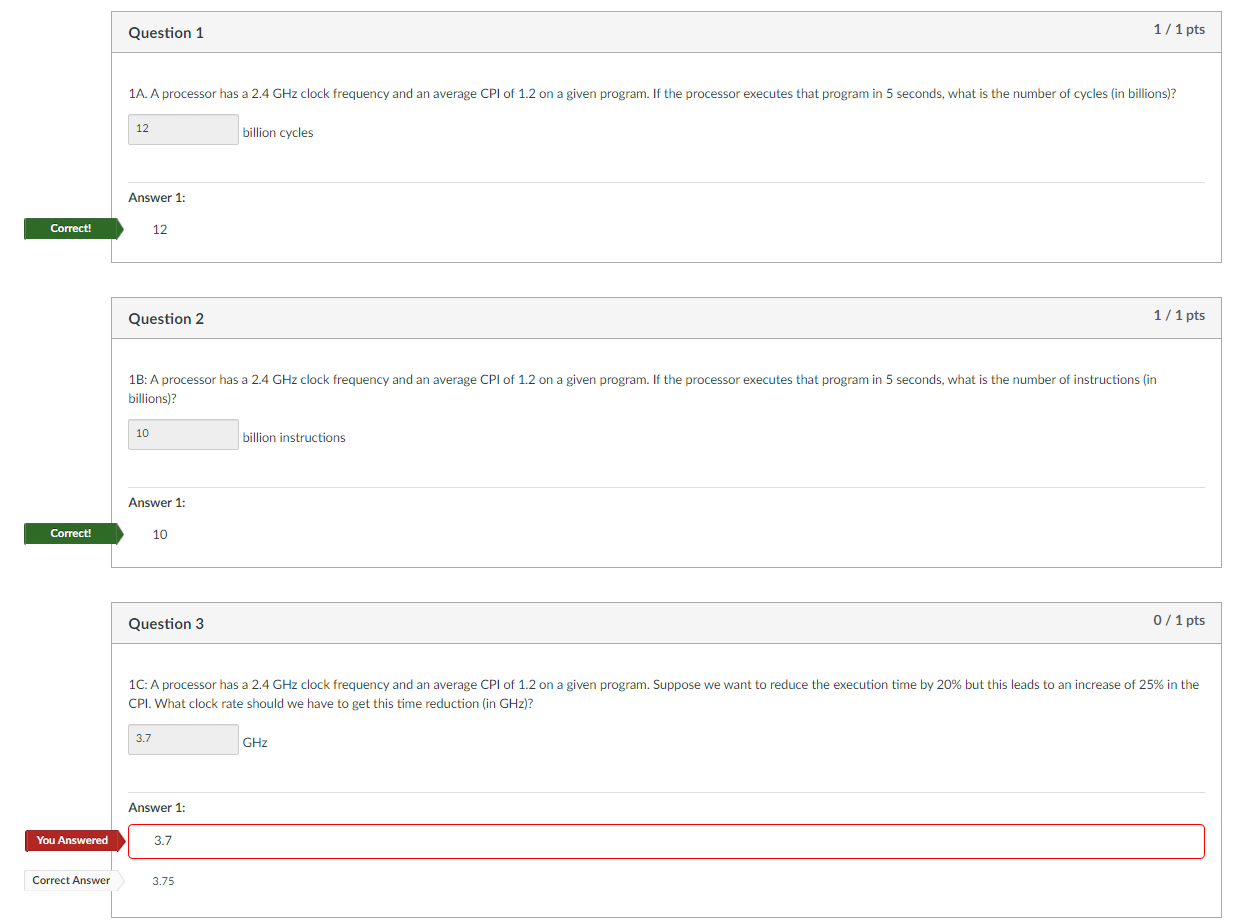 Question 1
1 / 1 pts
1A. A processor has a 2.4 GHz clock frequency and an average CPI of 1.2 on a given program. If the processor executes that program in 5 seconds, what is the number of cycles (in billions)?
12 billion cycles
Answer 1:
Correct!
12
Question 2
1 / 1 pts
1B: A processor has a 2.4 GHz clock frequency and an average CPI of 1.2 on a given program. If the processor executes that program in 5 seconds, what is the number of instructions (in
billions)?
10 billion instructions
Answer 1:
Correct!
10
Question 3
0 / 1 pts
1C: A processor has a 2.4 GHz clock frequency and an average CPI of 1.2 on a given program. Suppose we want to reduce the execution time by 20% but this leads to an increase of 25% in the
CPI. What clock rate should we have to get this time reduction (in GHz)?
3.7 GHz
Answer 1:
You Answered
3.7
Correct Answer
3.75